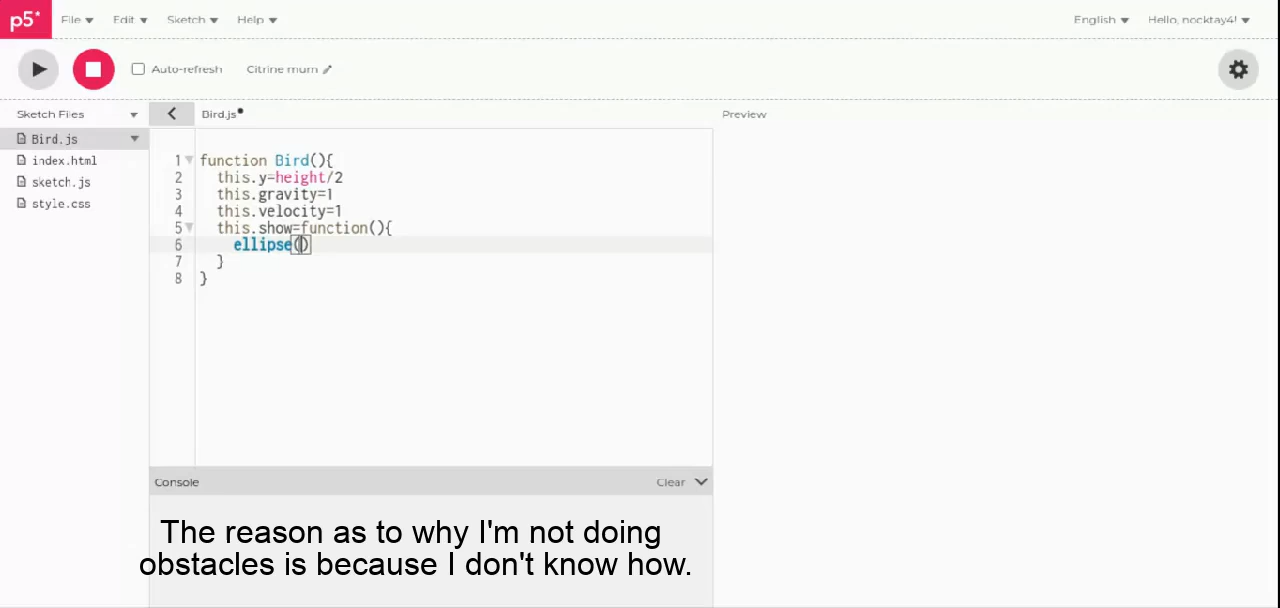 p5* File Edit Sketch Help English Hello, nocktay4!
Auto-refresh Citrine mum
Sketch Files Bird.js Preview
Bird.js
index.html
sketch.js
style.css
1 function Bird(){
2 this.y=height/2
3 this.gravity=1
4 this.velocity=1
5 this.show=function(){
6 ellipse()
7 }
8 }
Console Clear
The reason as to why I'm not doing
obstacles is because I don't know how.